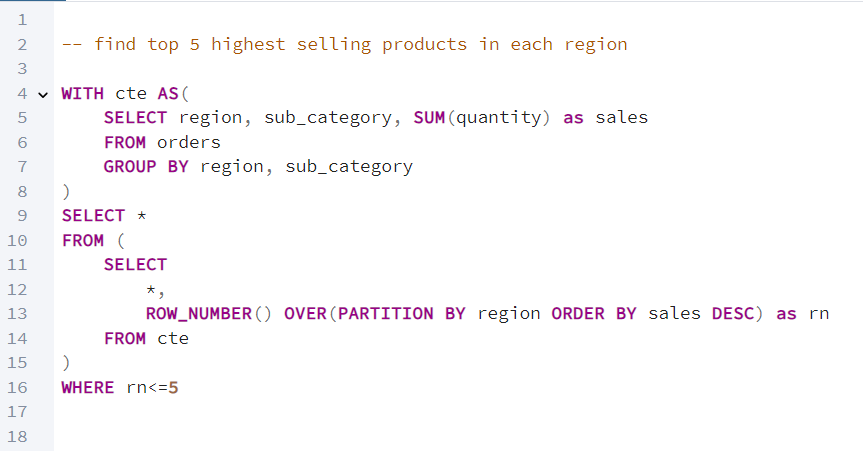 1
2 -- find top 5 highest selling products in each region
3
4 WITH cte AS(
5 SELECT region, sub_category, SUM(quantity) as sales
6 FROM orders
7 GROUP BY region, sub_category
8 )
9 SELECT *
10 FROM (
11 SELECT
12 *,
13 ROW_NUMBER() OVER(PARTITION BY region ORDER BY sales DESC) as rn
14 FROM cte
15 )
16 WHERE rn<=5
17
18